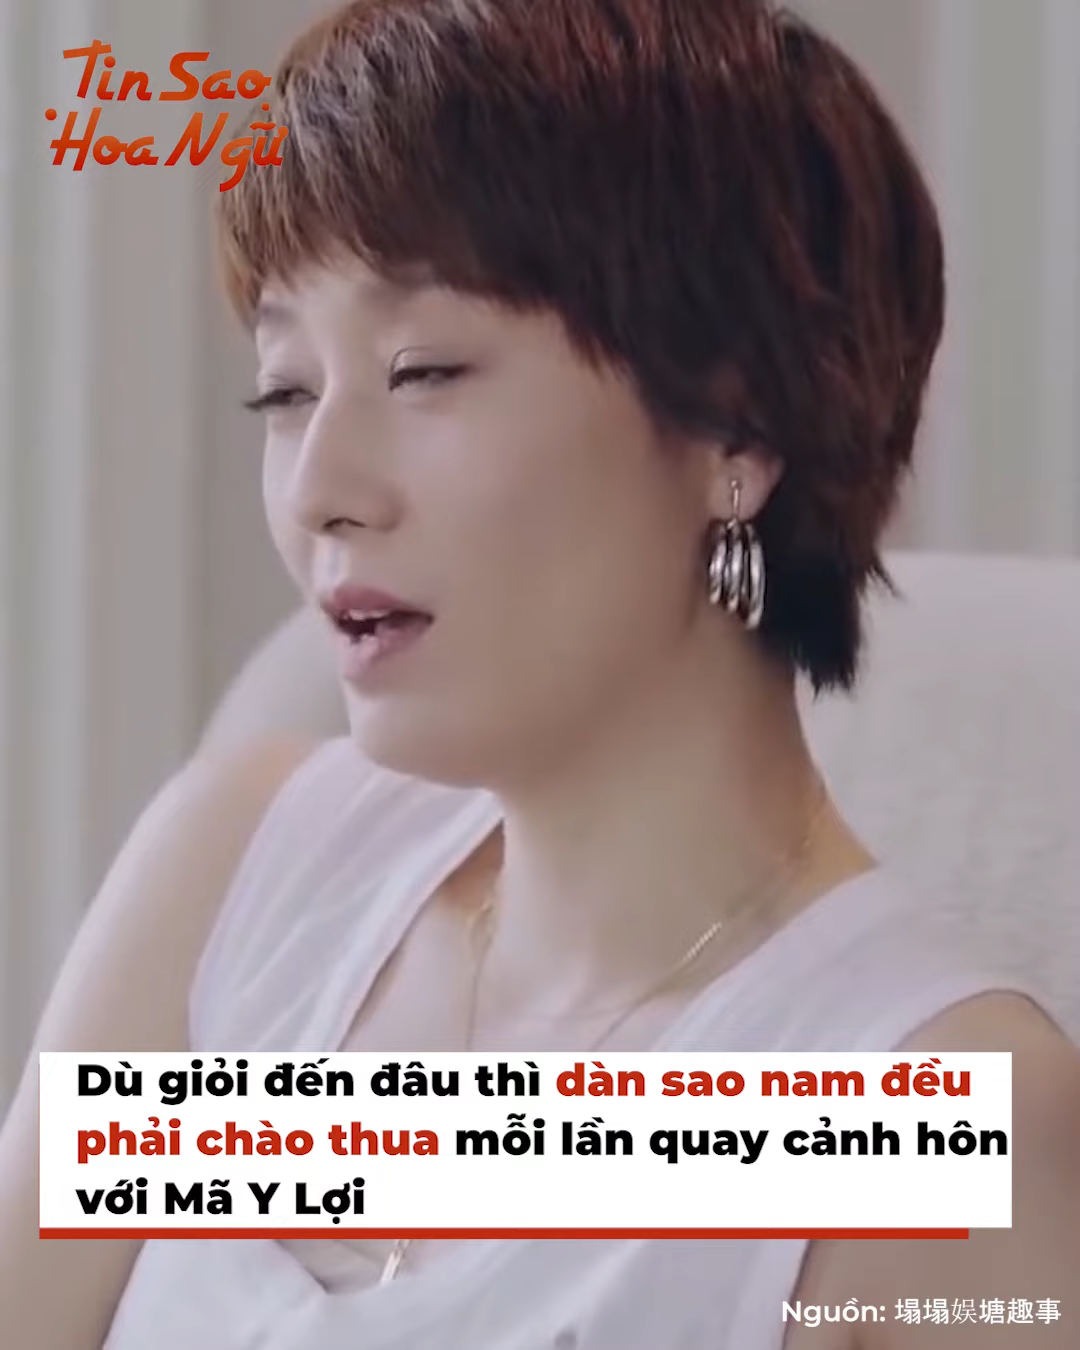 Tin Sao
Hoa Ngữ
Dù giỏi đến đâu thì dàn sao nam đều
phải chào thua mỗi lần quay cảnh hôn
với Mã Y Lợi
Nguồn: 塌塌娱塘趣事